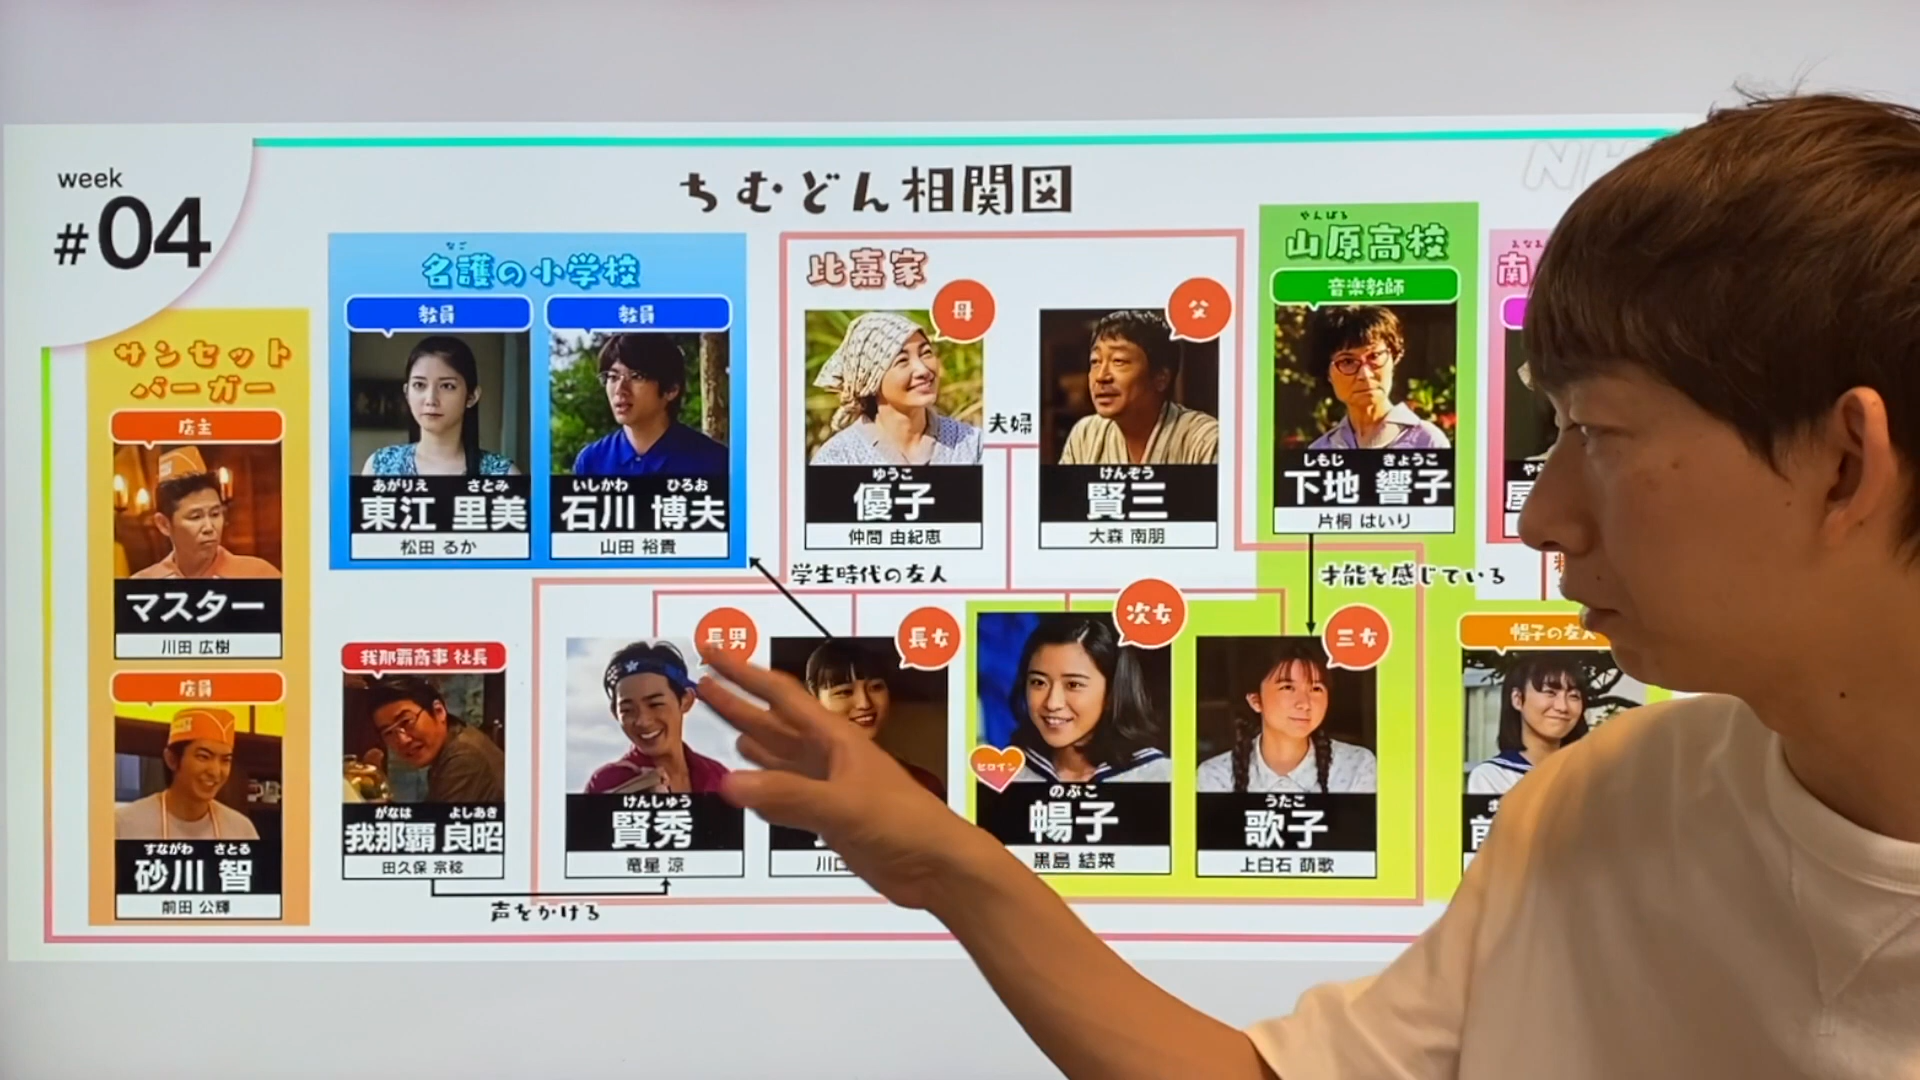 week
#04
ちむどん相関図
NH
サンセット
バーガー
店主
マスター
川田 広樹
店員
すながわ さとる
砂川 智
前田 公輝
なご
名護の小学校
教員
あがりえ さとみ
東江 里美
松田 るか
教員
いしかわ ひろお
石川 博夫
山田 裕貴
比嘉家
母
ゆうこ
優子
仲間 由紀恵
夫婦
父
けんぞう
賢三
大森 南朋
やんばる
山原高校
音楽教師
しもじ きょうこ
下地 響子
片桐 はいり
南
学生時代の友人
才能を感じている
我那覇商事 社長
がなは よしあき
我那覇 良昭
田久保 宗稔
声をかける
長男
けんしゅう
賢秀
竜星 涼
長女
川口
次女
ヒロイン
のぶこ
暢子
黒島 結菜
三女
うたこ
歌子
上白石 萌歌
暢子の友人